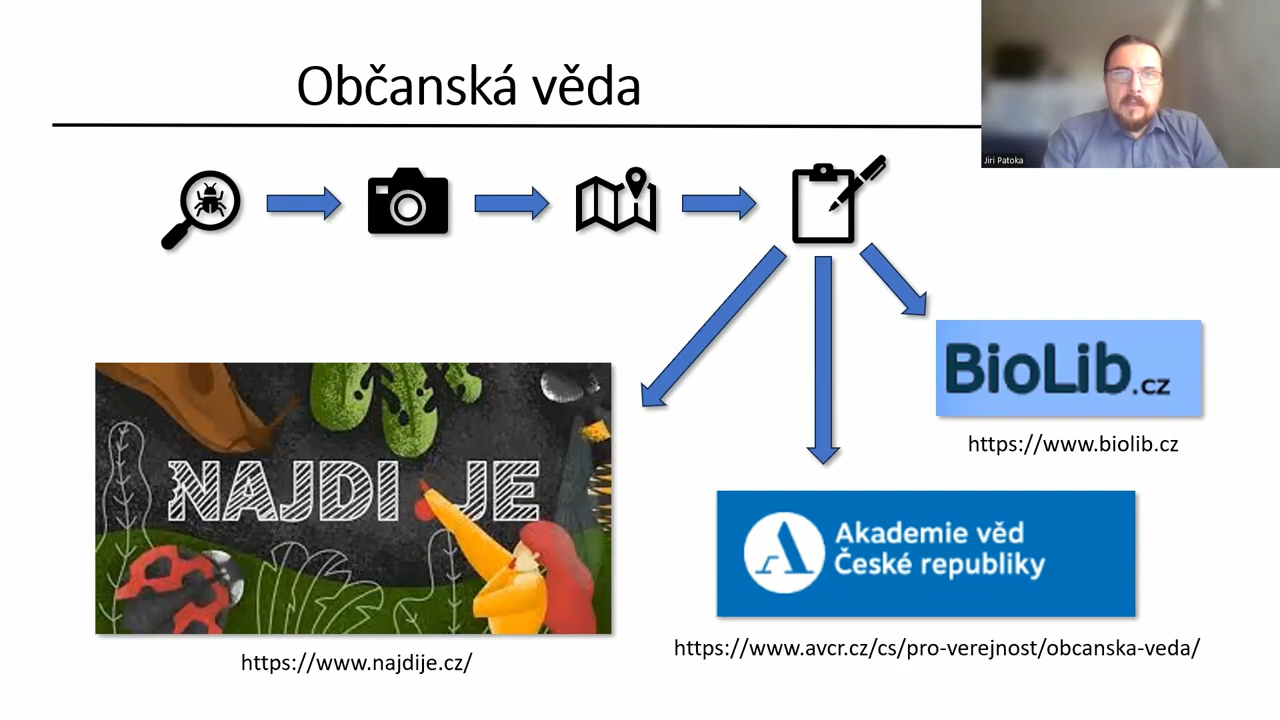 Občanská věda
Jiri Patoka
BioLib.cz
https://www.biolib.cz
NAJDI JE
Akademie věd
České republiky
https://www.avcr.cz/cs/pro-verejnost/obcanska-veda/
https://www.najdije.cz/